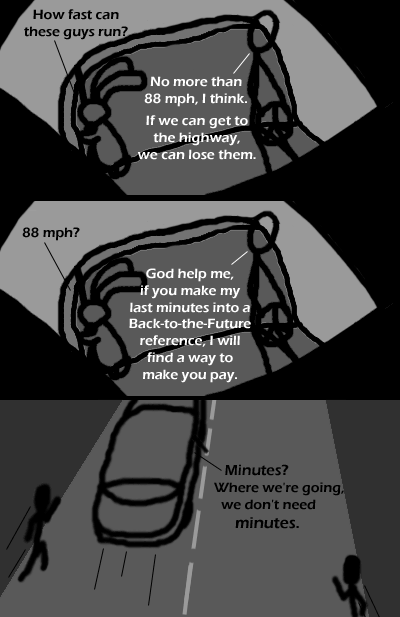 How fast can
these guys run?
No more than
88 mph, I think.
If we can get to
the highway,
we can lose them.
88 mph?
God help me,
if you make my
last minutes into a
Back-to-the-Future
reference, I will
find a way to
make you pay.
Minutes?
Where we're going,
we don't need
minutes.